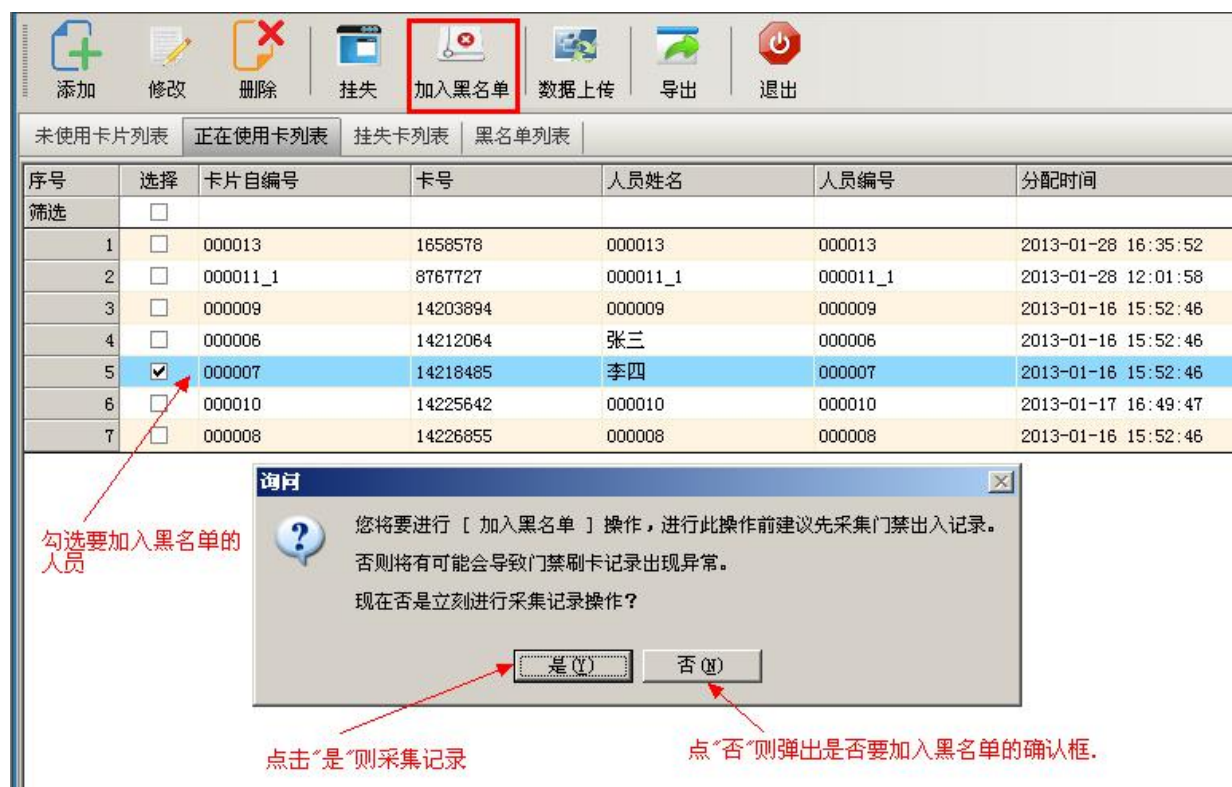 添加 修改 删除 挂失 加入黑名单 数据上传 导出 退出
未使用卡片列表 正在使用卡列表 挂失卡列表 黑名单列表
序号 选择 卡片自编号 卡号 人员姓名 人员编号 分配时间
筛选
1 000013 1658578 000013 000013 2013-01-28 16:35:52
2 000011_1 8767727 000011_1 000011_1 2013-01-28 12:01:58
3 000009 14203894 000009 000009 2013-01-16 15:52:46
4 000006 14212064 张三 000006 2013-01-16 15:52:46
5 000007 14218485 李四 000007 2013-01-16 15:52:46
6 000010 14225642 000010 000010 2013-01-17 16:49:47
7 000008 14226855 000008 000008 2013-01-16 15:52:46
勾选要加入黑名单的
人员
询问
您将要进行 [ 加入黑名单 ] 操作,进行此操作前建议先采集门禁出入记录。
否则将有可能会导致门禁刷卡记录出现异常。
现在否是立刻进行采集记录操作?
是(Y) 否(N)
点击"是"则采集记录
点"否"则弹出是否要加入黑名单的确认框.